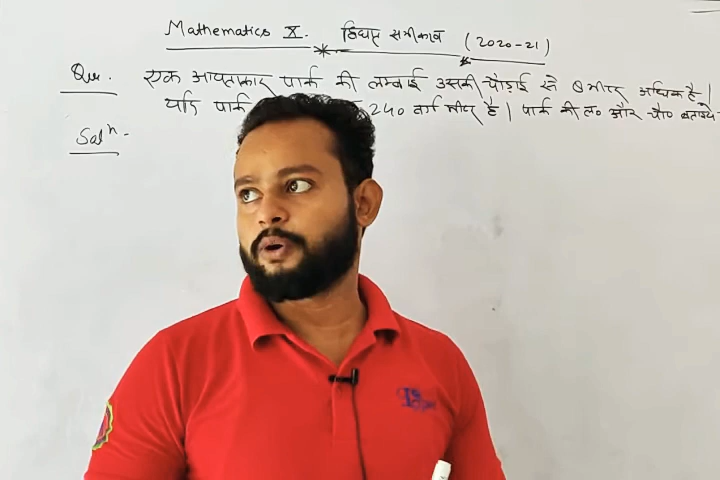 Mathematics X. द्विघात समीकरण (2020-21)
Que. एक आयताकार पार्क की लम्बाई उसकी चौड़ाई से 8 मीटर अधिक है।
यदि पार्क 240 वर्ग मीटर है। पार्क की ल० और चौ० बताइये
Solⁿ-